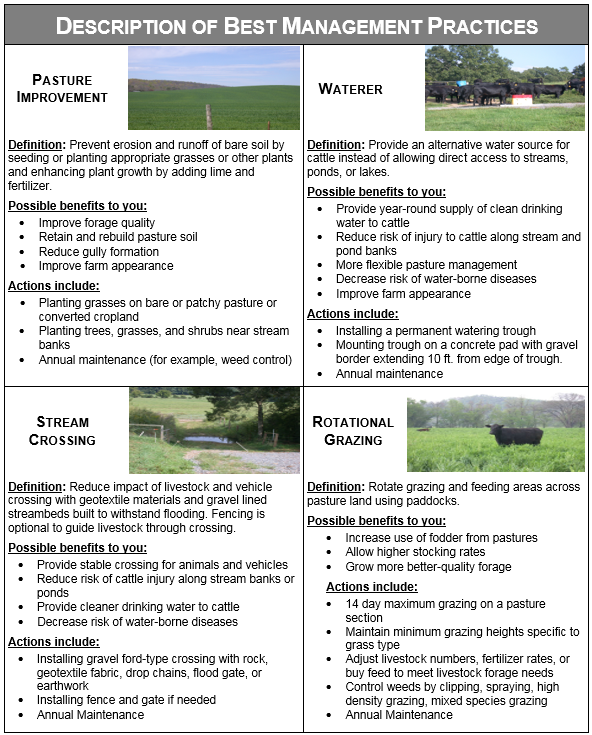 DESCRIPTION OF BEST MANAGEMENT PRACTICES
PASTURE
IMPROVEMENT
Definition: Prevent erosion and runoff of bare soil by
seeding or planting appropriate grasses or other plants
and enhancing plant growth by adding lime and
fertilizer.
Possible benefits to you:
• Improve forage quality
• Retain and rebuild pasture soil
• Reduce gully formation
• Improve farm appearance
Actions include:
• Planting grasses on bare or patchy pasture or
converted cropland
• Planting trees, grasses, and shrubs near stream
banks
• Annual maintenance (for example, weed control)
WATERER
Definition: Provide an alternative water source for
cattle instead of allowing direct access to streams,
ponds, or lakes.
Possible benefits to you:
• Provide year-round supply of clean drinking
water to cattle
• Reduce risk of injury to cattle along stream and
pond banks
• More flexible pasture management
• Decrease risk of water-borne diseases
• Improve farm appearance
Actions include:
• Installing a permanent watering trough
• Mounting trough on a concrete pad with gravel
border extending 10 ft. from edge of trough.
• Annual maintenance
STREAM
CROSSING
Definition: Reduce impact of livestock and vehicle
crossing with geotextile materials and gravel lined
streambeds built to withstand flooding. Fencing is
optional to guide livestock through crossing.
Possible benefits to you:
• Provide stable crossing for animals and vehicles
• Reduce risk of cattle injury along stream banks or
ponds
• Provide cleaner drinking water to cattle
• Decrease risk of water-borne diseases
Actions include:
• Installing gravel ford-type crossing with rock,
geotextile fabric, drop chains, flood gate, or
earthwork
• Installing fence and gate if needed
• Annual Maintenance
ROTATIONAL
GRAZING
Definition: Rotate grazing and feeding areas across
pasture land using paddocks.
Possible benefits to you:
• Increase use of fodder from pastures
• Allow higher stocking rates
• Grow more better-quality forage
Actions include:
• 14 day maximum grazing on a pasture
section
• Maintain minimum grazing heights specific to
grass type
• Adjust livestock numbers, fertilizer rates, or
buy feed to meet livestock forage needs
• Control weeds by clipping, spraying, high
density grazing, mixed species grazing
• Annual Maintenance